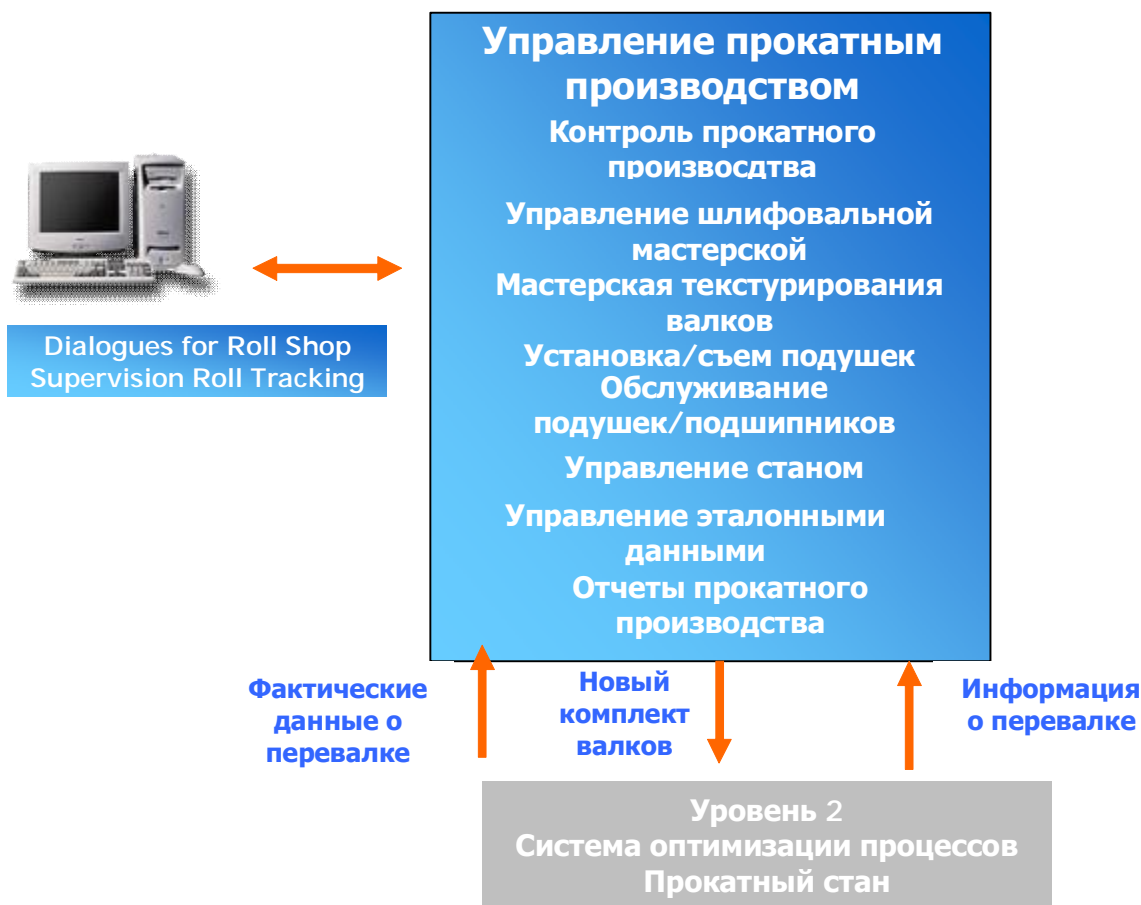 Управление прокатным
производством
Контроль прокатного
произвосдтва
Управление шлифовальной
мастерской
Мастерская текстурирования
валков
Установка/съем подушек
Обслуживание
подушек/подшипников
Управление станом
Управление эталонными
данными
Отчеты прокатного
производства
Dialogues for Roll Shop
Supervision Roll Tracking
Фактические
данные о
перевалке
Новый
комплект
валков
Информация
о перевалке
Уровень 2
Система оптимизации процессов
Прокатный стан